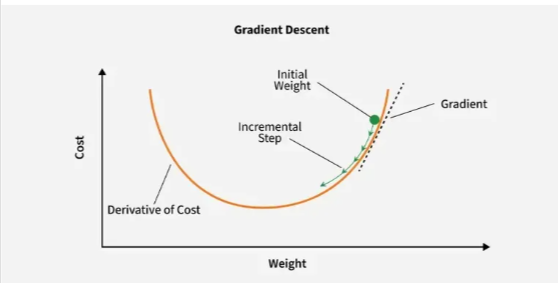 Gradient Descent
Initial
Weight
Gradient
Incremental
Step
Cost
Derivative of Cost
Weight